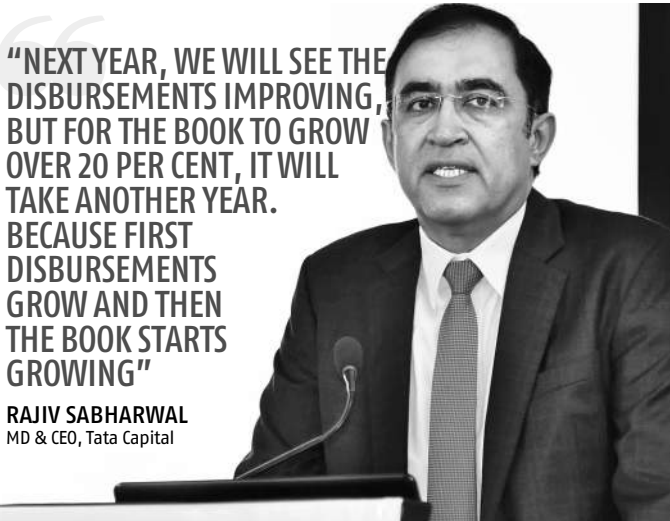 “NEXT YEAR, WE WILL SEE THE
DISBURSEMENTS IMPROVING,
BUT FOR THE BOOK TO GROW
OVER 20 PER CENT, IT WILL
TAKE ANOTHER YEAR.
BECAUSE FIRST
DISBURSEMENTS
GROW AND THEN
THE BOOK STARTS
GROWING”
RAJIV SABHARWAL
MD & CEO, Tata Capital